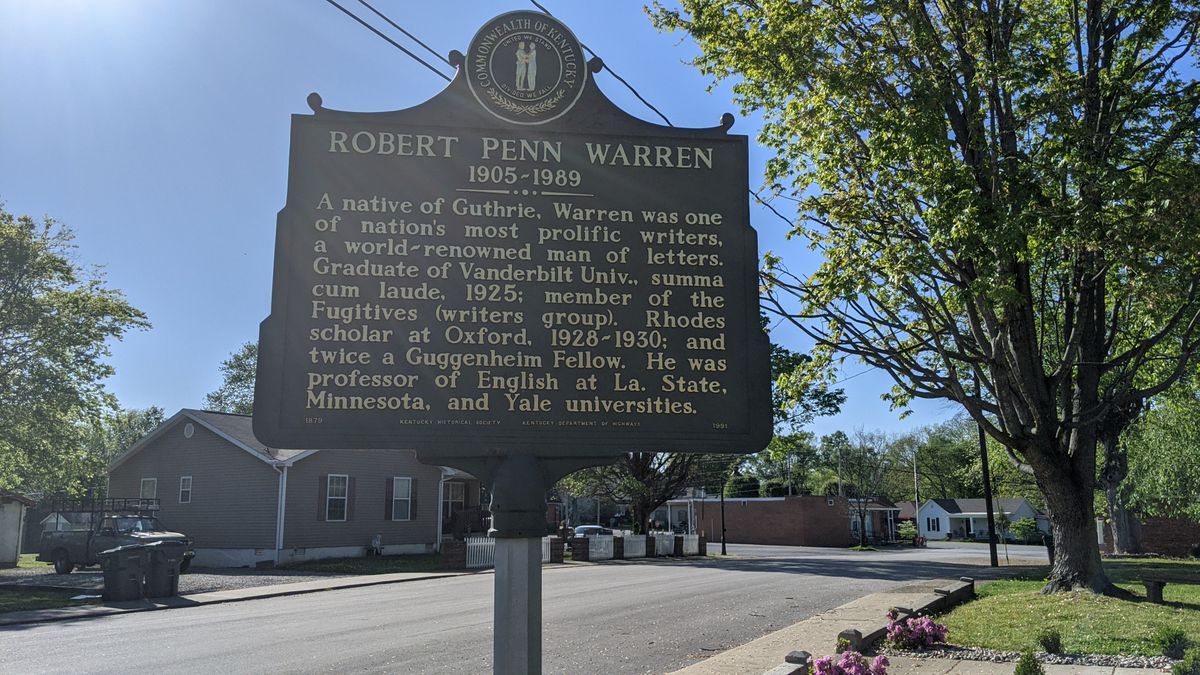 COMMONWEALTH OF KENTUCKY
UNITED WE STAND
DIVIDED WE FALL
ROBERT PENN WARREN
1905-1989
A native of Guthrie, Warren was one
of nation's most prolific writers,
a world-renowned man of letters.
Graduate of Vanderbilt Univ., summa
cum laude, 1925; member of the
Fugitives (writers group). Rhodes
scholar at Oxford, 1928-1930; and
twice a Guggenheim Fellow. He was
professor of English at La. State,
Minnesota, and Yale universities.
1879 KENTUCKY HISTORICAL SOCIETY KENTUCKY DEPARTMENT OF HIGHWAYS 1991